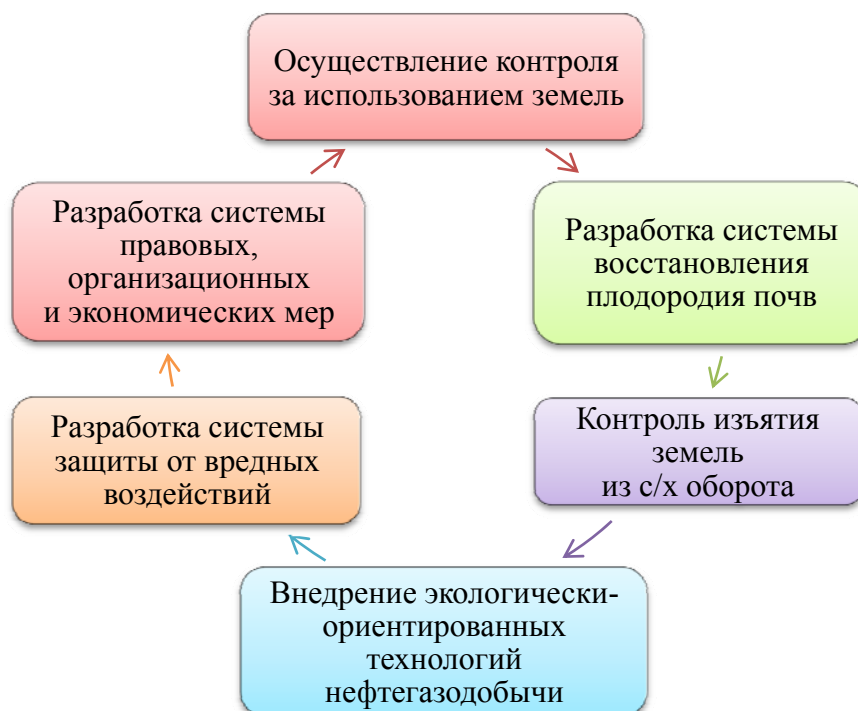 Осуществление контроля
за использованием земель
Разработка системы
восстановления
плодородия почв
Контроль изъятия
земель
из с/х оборота
Внедрение экологически-
ориентированных
технологий
нефтегазодобычи
Разработка системы
защиты от вредных
воздействий
Разработка системы
правовых,
организационных
и экономических мер